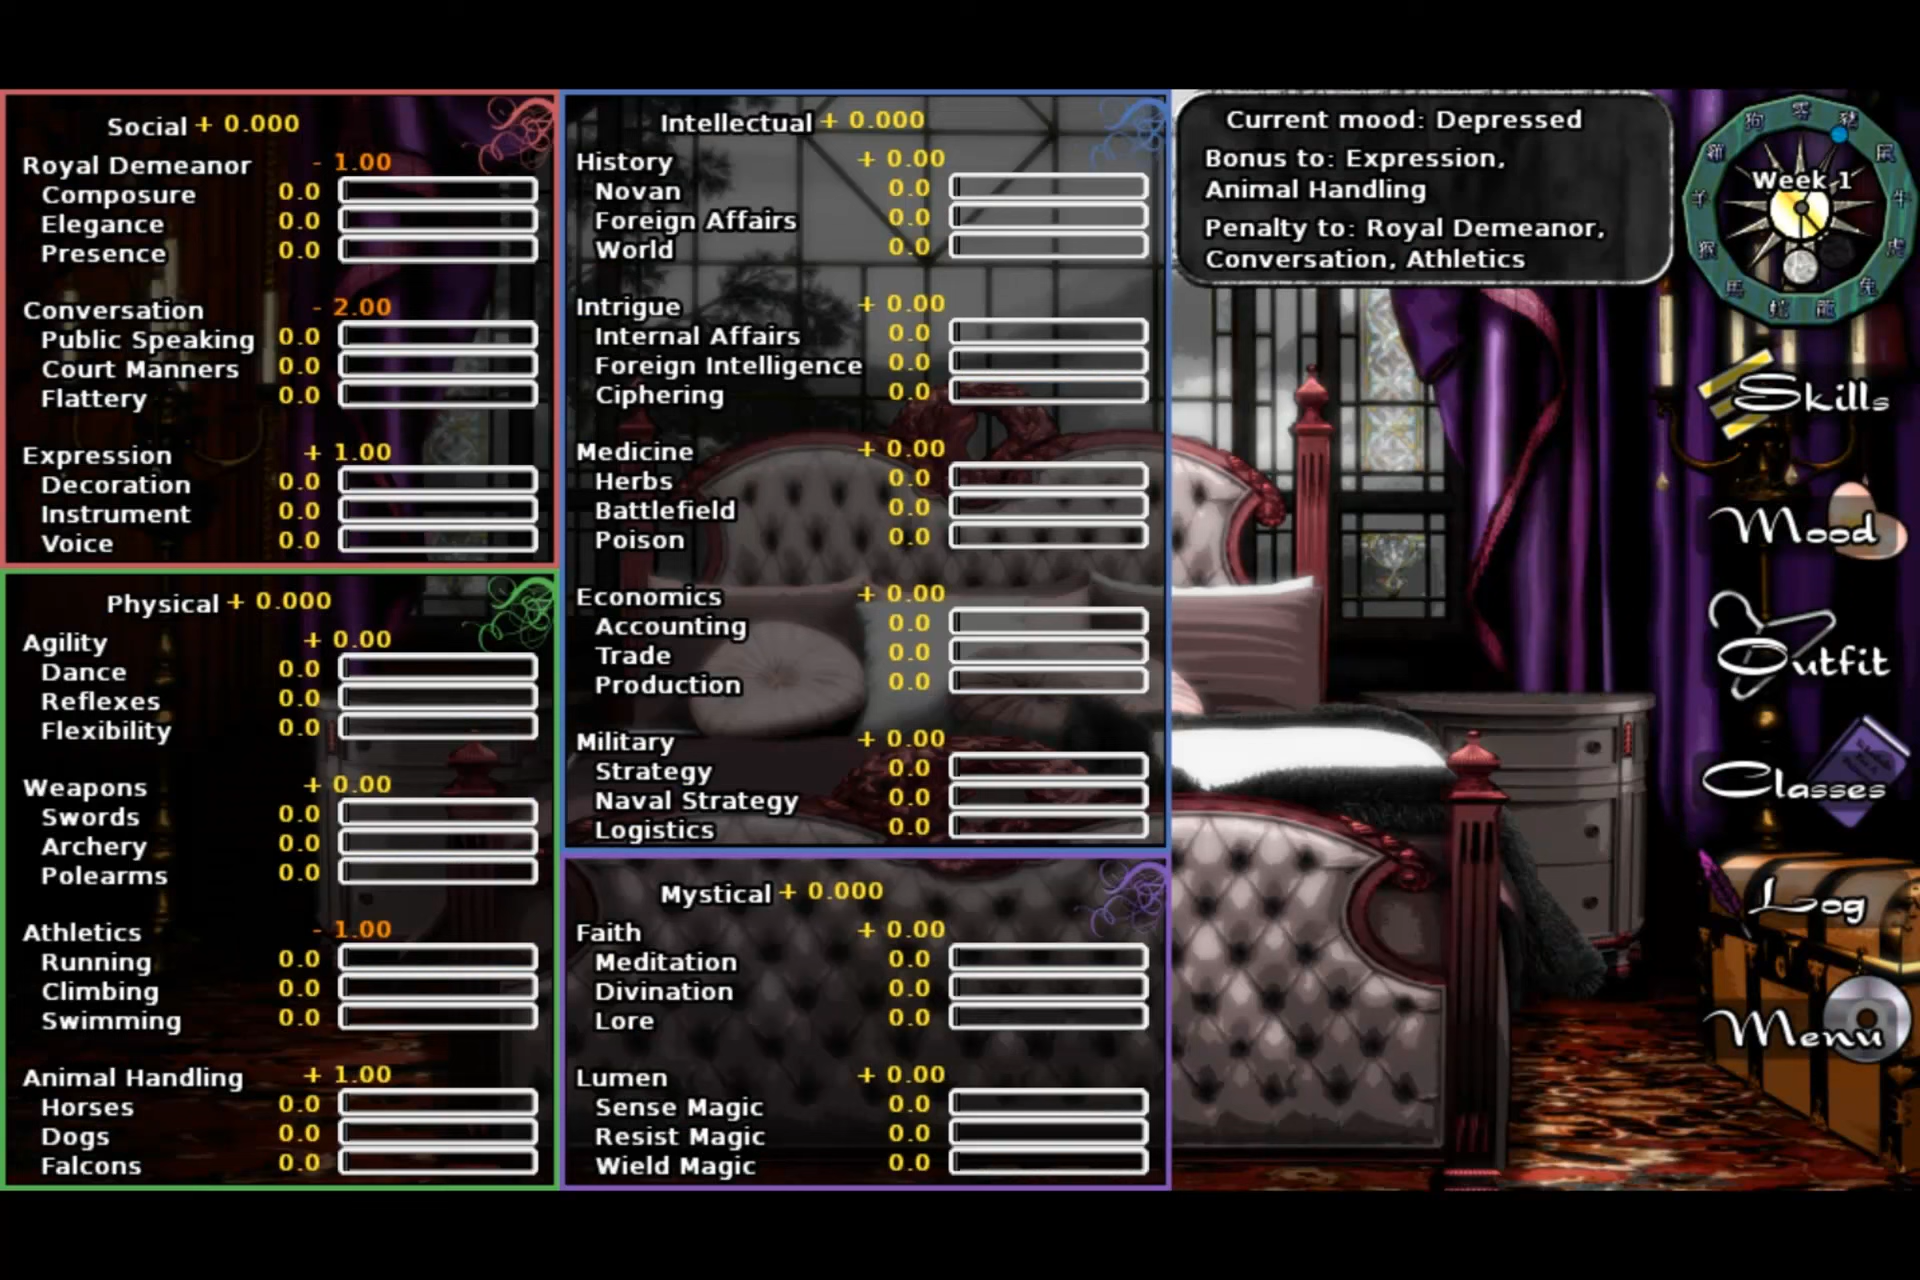 Social + 0.000
Royal Demeanor - 1.00
Composure 0.0
Elegance 0.0
Presence 0.0
Conversation - 2.00
Public Speaking 0.0
Court Manners 0.0
Flattery 0.0
Expression + 1.00
Decoration 0.0
Instrument 0.0
Voice 0.0
Physical + 0.000
Agility + 0.00
Dance 0.0
Reflexes 0.0
Flexibility 0.0
Weapons + 0.00
Swords 0.0
Archery 0.0
Polearms 0.0
Athletics - 1.00
Running 0.0
Climbing 0.0
Swimming 0.0
Animal Handling + 1.00
Horses 0.0
Dogs 0.0
Falcons 0.0
Intellectual + 0.000
History + 0.00
Novan 0.0
Foreign Affairs 0.0
World 0.0
Intrigue + 0.00
Internal Affairs 0.0
Foreign Intelligence 0.0
Ciphering 0.0
Medicine + 0.00
Herbs 0.0
Battlefield 0.0
Poison 0.0
Economics + 0.00
Accounting 0.0
Trade 0.0
Production 0.0
Military + 0.00
Strategy 0.0
Naval Strategy 0.0
Logistics 0.0
Mystical + 0.000
Faith + 0.00
Meditation 0.0
Divination 0.0
Lore 0.0
Lumen + 0.00
Sense Magic 0.0
Resist Magic 0.0
Wield Magic 0.0
Current mood: Depressed
Bonus to: Expression,
Animal Handling
Penalty to: Royal Demeanor,
Conversation, Athletics
Week 1
Skills
Mood
Outfit
Classes
Log
Menu